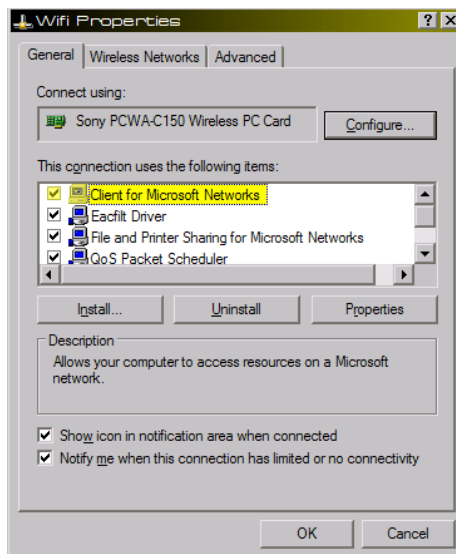 Wifi Properties
General
Wireless Networks
Advanced
Connect using:
Sony PCWA-C150 Wireless PC Card
Configure...
This connection uses the following items:
Client for Microsoft Networks
Eacfilt Driver
File and Printer Sharing for Microsoft Networks
QoS Packet Scheduler
Install...
Uninstall
Properties
Description
Allows your computer to access resources on a Microsoft
network.
Show icon in notification area when connected
Notify me when this connection has limited or no connectivity
OK
Cancel